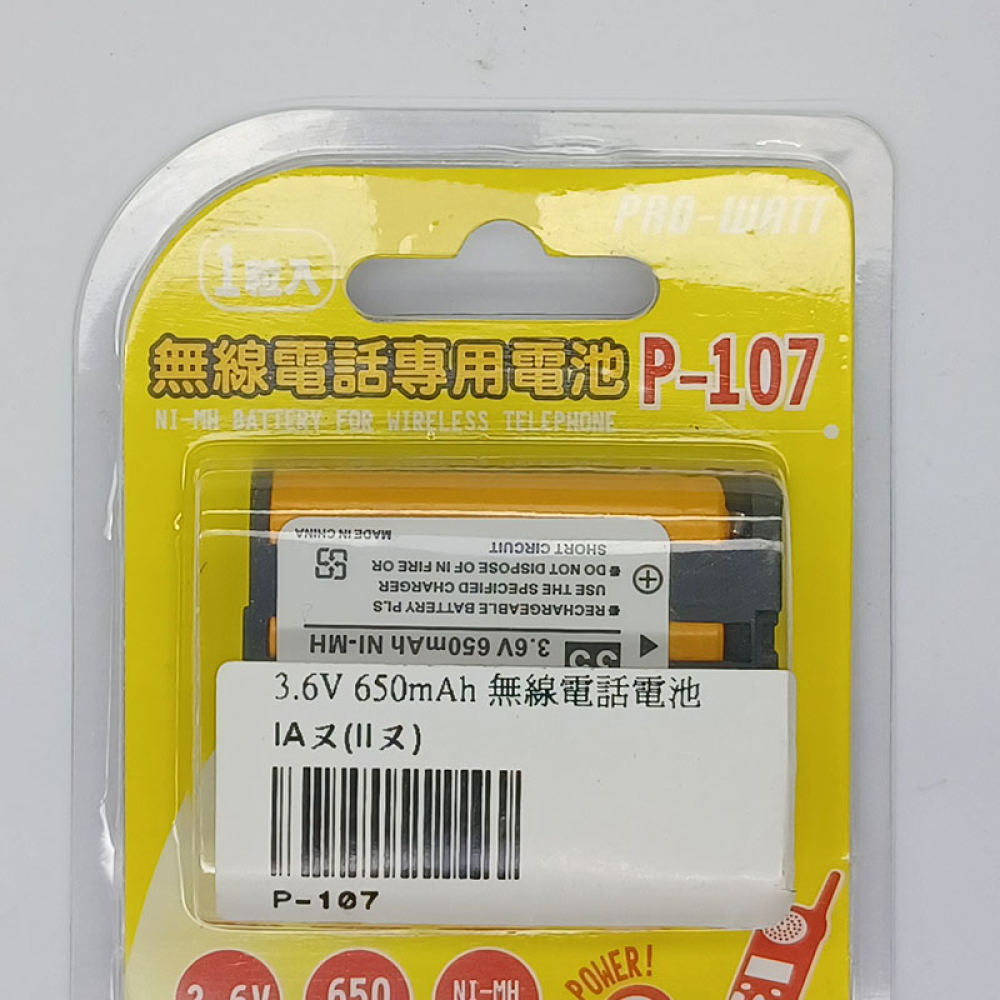 PRO-WATT
1粒入
無線電話專用電池 P-107
NI-MH BATTERY FOR WIRELESS TELEPHONE
MADE IN CHINA
SHORT CIRCUIT
DO NOT DISPOSE OF IN FIRE OR
USE THE SPECIFIED CHARGER
RECHARGEABLE BATTERY PLS
3.6V 650mAh NI-MH
3.6V 650mAh 無線電話電池
IAヌ(IIヌ)
P-107
3.6V
650
NI-MH
POWER!